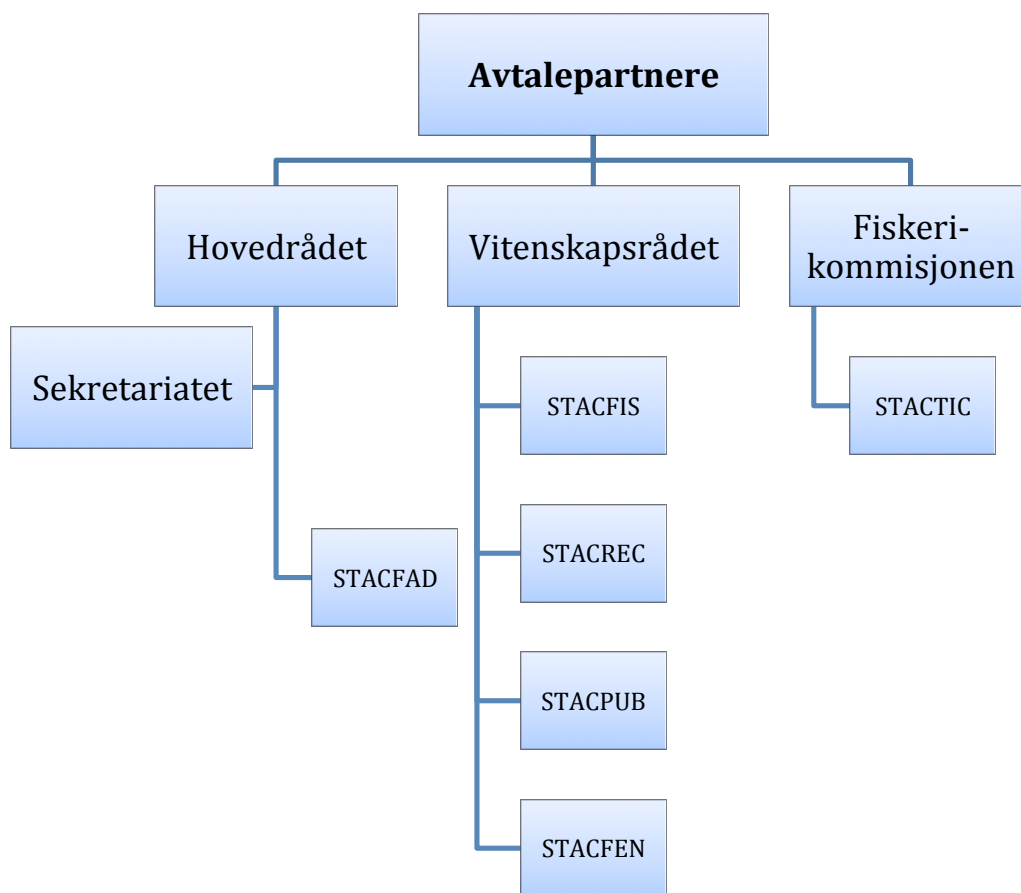 Avtalepartnere
Hovedrådet
Vitenskapsrådet
Fiskeri-
kommisjonen
Sekretariatet
STACFIS
STACTIC
STACREC
STACFAD
STACPUB
STACFEN